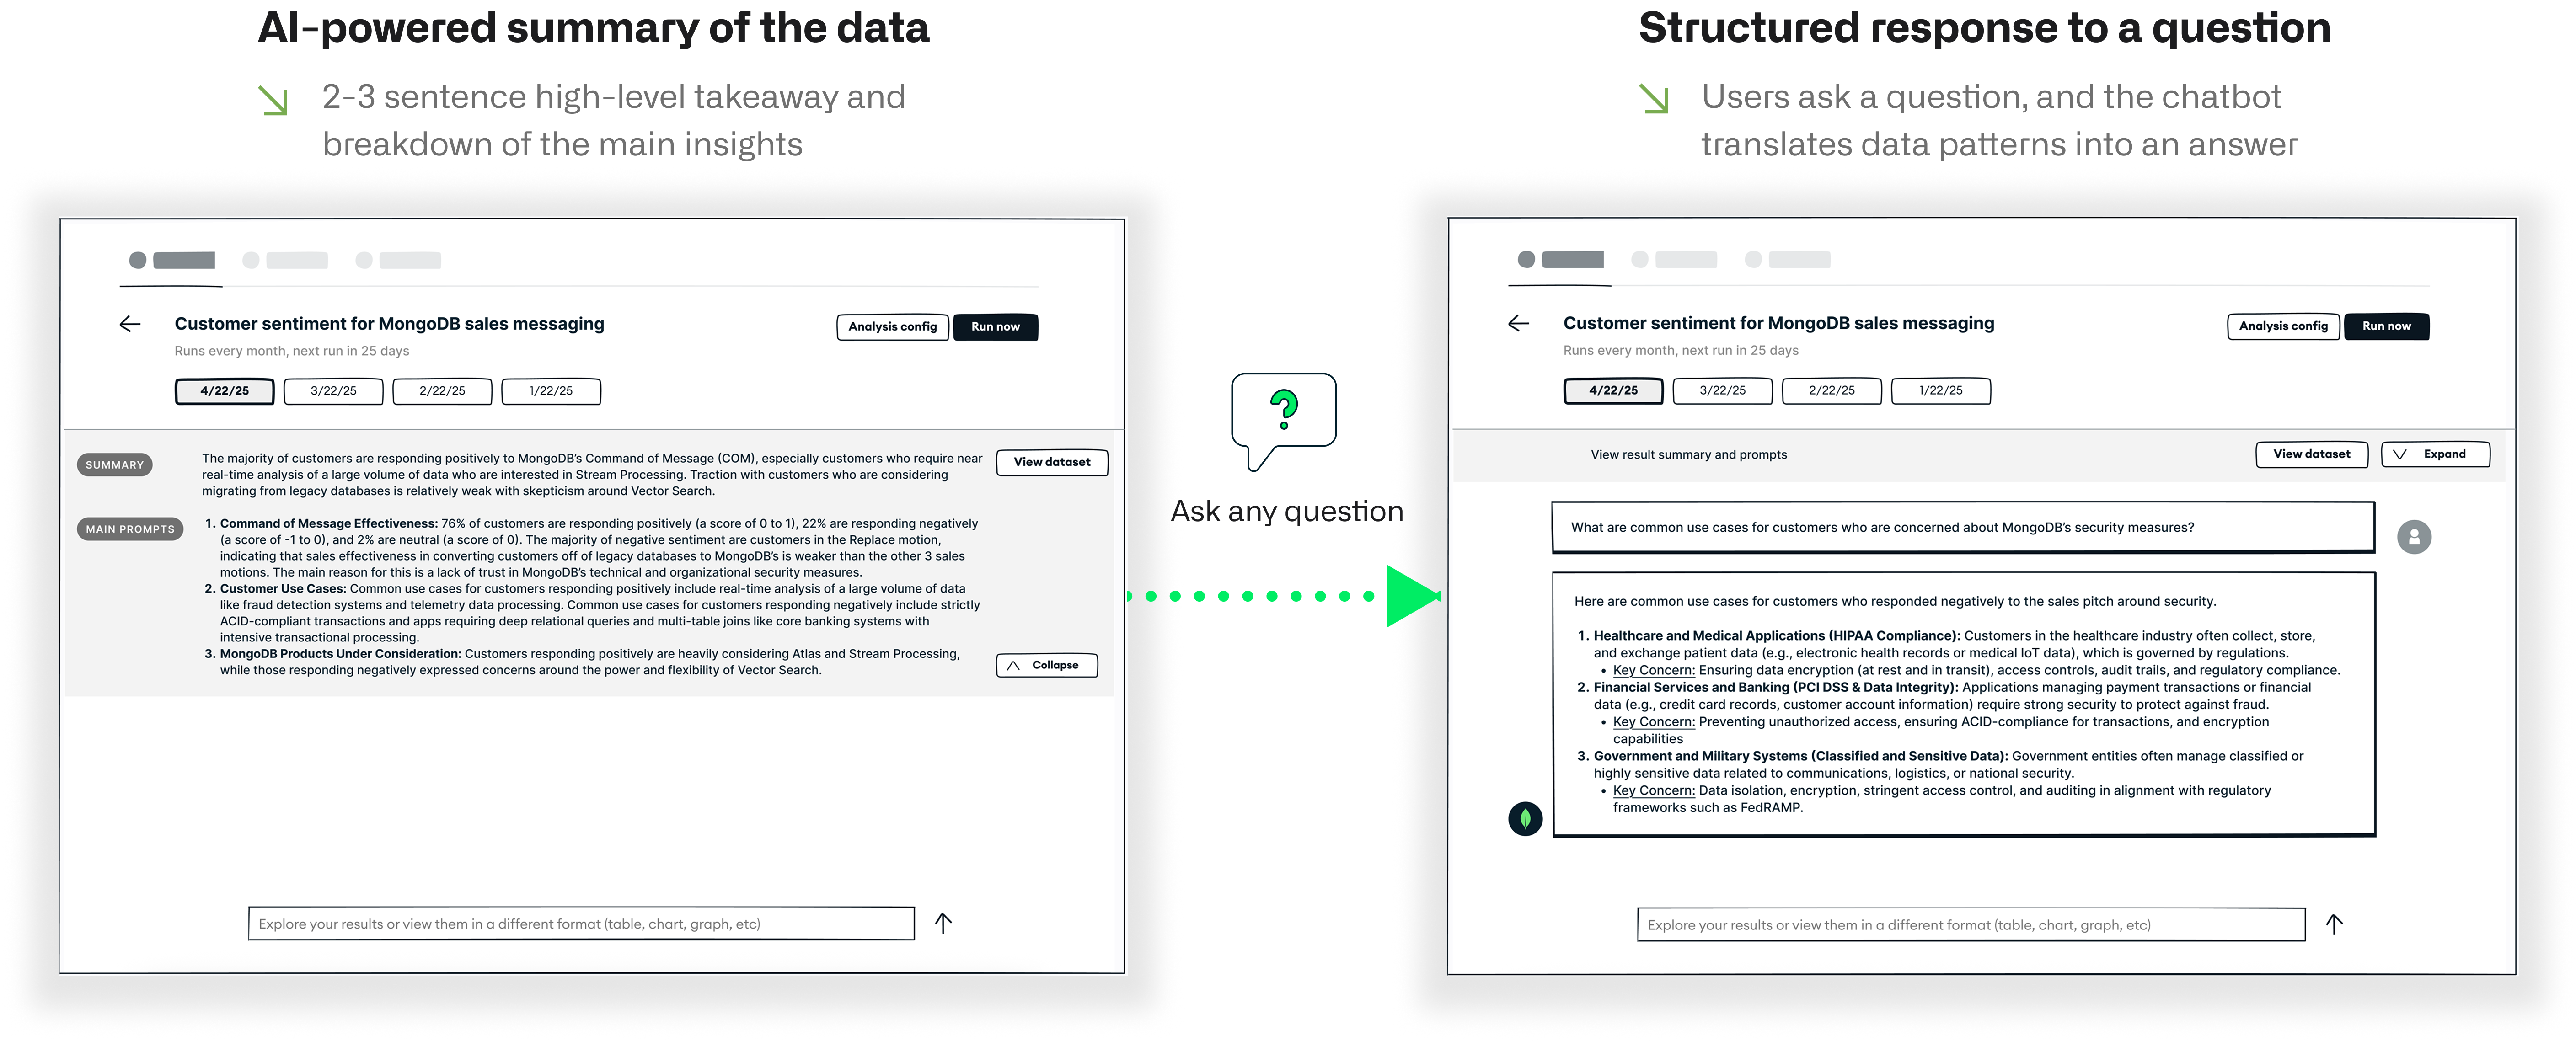 AI-powered summary of the data
2-3 sentence high-level takeaway and
breakdown of the main insights
Customer sentiment for MongoDB sales messaging
Analysis config
Run now
Runs every month, next run in 25 days
4/22/25
3/22/25
2/22/25
1/22/25
SUMMARY
The majority of customers are responding positively to MongoDB's Command of Message (COM), especially customers who require near
real-time analysis of a large volume of data who are interested in Stream Processing. Traction with customers who are considering
migrating from legacy databases is relatively weak with skepticism around Vector Search.
View dataset
MAIN PROMPTS
1. Command of Message Effectiveness: 76% of customers are responding positively (a score of 0 to 1), 22% are responding negatively
(a score of -1 to 0), and 2% are neutral (a score of 0). The majority of negative sentiment are customers in the Replace motion,
indicating that sales effectiveness in converting customers off of legacy databases to MongoDB's is weaker than the other 3 sales
motions. The main reason for this is a lack of trust in MongoDB's technical and organizational security measures.
2. Customer Use Cases: Common use cases for customers responding positively include real-time analysis of a large volume of data
like fraud detection systems and telemetry data processing. Common use cases for customers responding negatively include strictly
ACID-compliant transactions and apps requiring deep relational queries and multi-table joins like core banking systems with
intensive transactional processing.
3. MongoDB Products Under Consideration: Customers responding positively are heavily considering Atlas and Stream Processing,
while those responding negatively expressed concerns around the power and flexibility of Vector Search.
Collapse
Explore your results or view them in a different format (table, chart, graph, etc)
?
Ask any question
Structured response to a question
Users ask a question, and the chatbot
translates data patterns into an answer
Customer sentiment for MongoDB sales messaging
Analysis config
Run now
Runs every month, next run in 25 days
4/22/25
3/22/25
2/22/25
1/22/25
View result summary and prompts
View dataset
Expand
What are common use cases for customers who are concerned about MongoDB's security measures?
Here are common use cases for customers who responded negatively to the sales pitch around security.
1. Healthcare and Medical Applications (HIPAA Compliance): Customers in the healthcare industry often collect, store,
and exchange patient data (e.g., electronic health records or medical IoT data), which is governed by regulations.
• Key Concern: Ensuring data encryption (at rest and in transit), access controls, audit trails, and regulatory compliance.
2. Financial Services and Banking (PCI DSS & Data Integrity): Applications managing payment transactions or financial
data (e.g., credit card records, customer account information) require strong security to protect against fraud.
• Key Concern: Preventing unauthorized access, ensuring ACID-compliance for transactions, and encryption
capabilities
3. Government and Military Systems (Classified and Sensitive Data): Government entities often manage classified or
highly sensitive data related to communications, logistics, or national security.
• Key Concern: Data isolation, encryption, stringent access control, and auditing in alignment with regulatory
frameworks such as FedRAMP.
Explore your results or view them in a different format (table, chart, graph, etc)